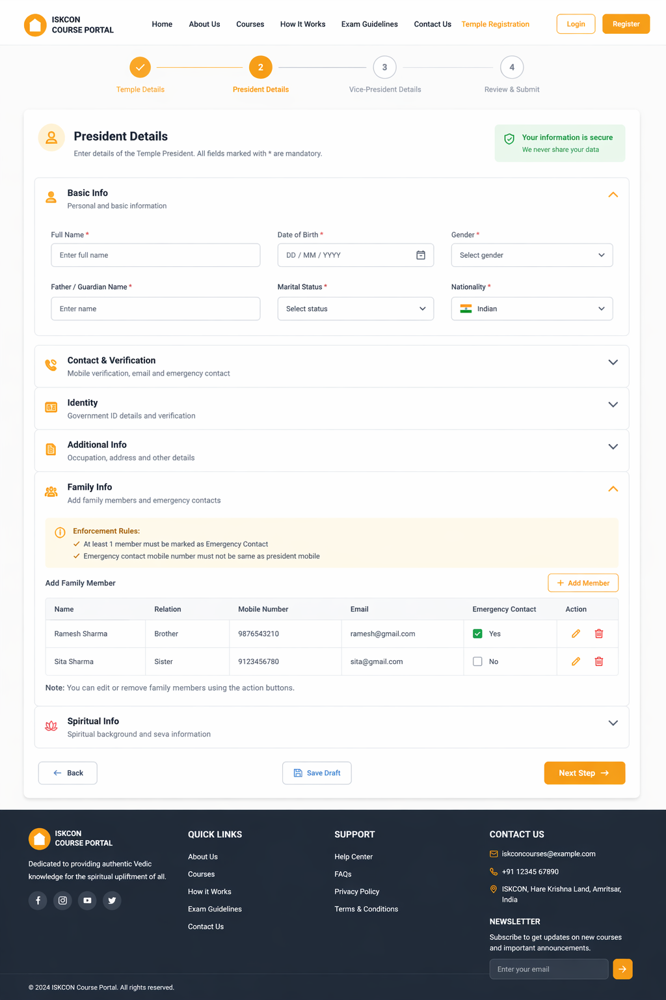 ISKCON
COURSE PORTAL
Home
About Us
Courses
How It Works
Exam Guidelines
Contact Us
Temple Registration
Login
Register
2
3
4
Temple Details
President Details
Vice-President Details
Review & Submit
President Details
Enter details of the Temple President. All fields marked with * are mandatory.
Your information is secure
We never share your data
Basic Info
Personal and basic information
Full Name *
Date of Birth *
Gender *
Enter full name
DD / MM / YYYY
Select gender
Father / Guardian Name *
Marital Status *
Nationality *
Enter name
Select status
Indian
Contact & Verification
Mobile verification, email and emergency contact
Identity
Government ID details and verification
Additional Info
Occupation, address and other details
Family Info
Add family members and emergency contacts
Enforcement Rules:
At least 1 member must be marked as Emergency Contact
Emergency contact mobile number must not be same as president mobile
Add Family Member
+ Add Member
Name
Relation
Mobile Number
Email
Emergency Contact
Action
Ramesh Sharma
Brother
9876543210
ramesh@gmail.com
Yes
Sita Sharma
Sister
9123456780
sita@gmail.com
No
Note: You can edit or remove family members using the action buttons.
Spiritual Info
Spiritual background and seva information
← Back
Save Draft
Next Step →
ISKCON
COURSE PORTAL
Dedicated to providing authentic Vedic
knowledge for the spiritual upliftment of all.
QUICK LINKS
About Us
Courses
How it Works
Exam Guidelines
Contact Us
SUPPORT
Help Center
FAQs
Privacy Policy
Terms & Conditions
CONTACT US
iskconcourses@example.com
+91 12345 67890
ISKCON, Hare Krishna Land, Amritsar,
India
NEWSLETTER
Subscribe to get updates on new courses
and important announcements.
Enter your email
© 2024 ISKCON Course Portal. All rights reserved.